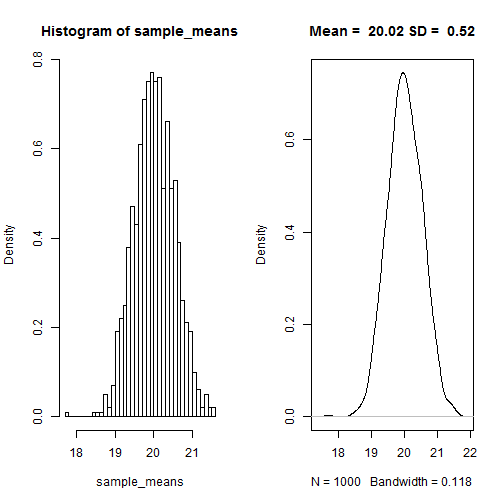 Histogram of sample_means
Density
0.0 0.2 0.4 0.6 0.8
18 19 20 21
sample_means
Mean =  20.02 SD =  0.52
Density
0.0 0.2 0.4 0.6
18 19 20 21 22
N = 1000   Bandwidth = 0.118